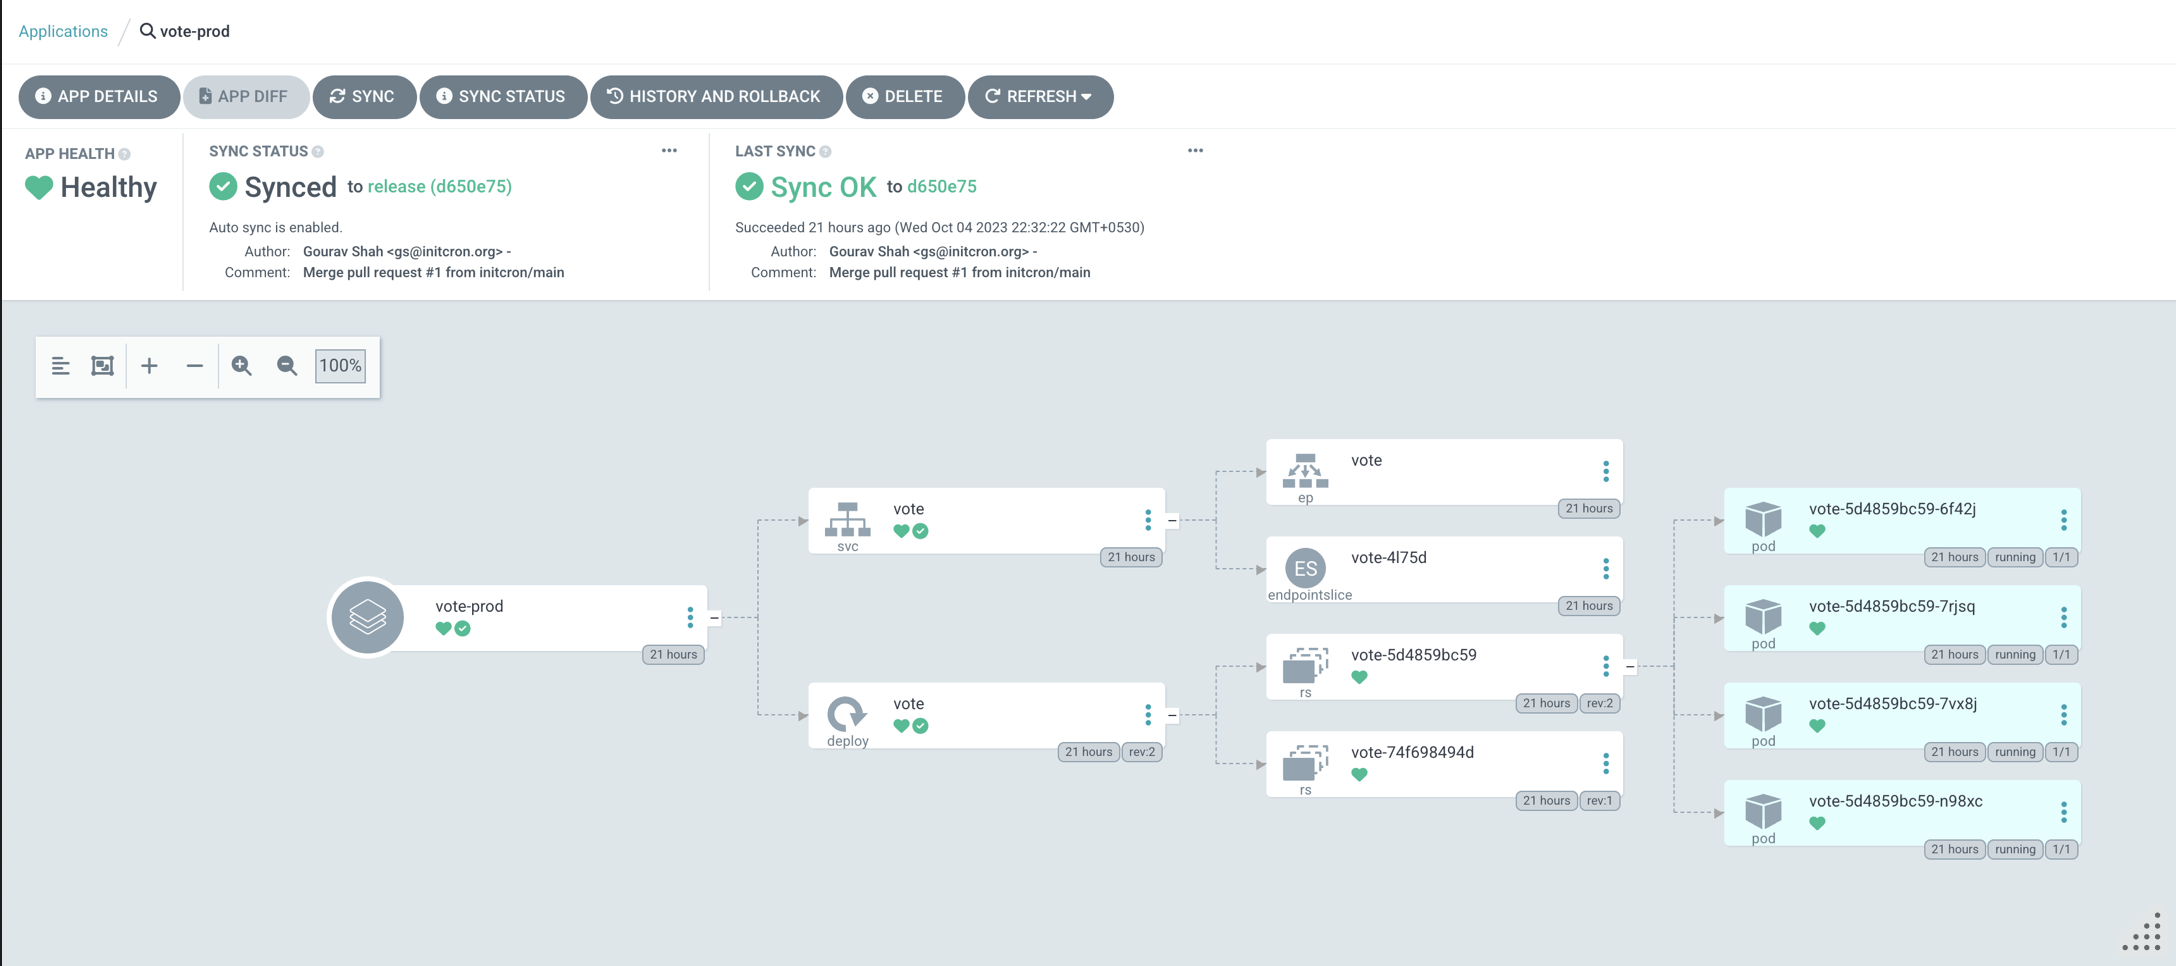 Applications / vote-prod
APP DETAILS
APP DIFF
SYNC
SYNC STATUS
HISTORY AND ROLLBACK
DELETE
REFRESH
APP HEALTH
Healthy
SYNC STATUS
Synced to release (d650e75)
Auto sync is enabled.
Author: Gourav Shah <gs@initcron.org> -
Comment: Merge pull request #1 from initcron/main
LAST SYNC
Sync OK to d650e75
Succeeded 21 hours ago (Wed Oct 04 2023 22:32:22 GMT+0530)
Author: Gourav Shah <gs@initcron.org> -
Comment: Merge pull request #1 from initcron/main
100%
vote-prod
21 hours
vote
svc
21 hours
vote
deploy
21 hours rev:2
vote
ep
21 hours
ES
vote-4l75d
endpointslice
21 hours
vote-5d4859bc59
rs
21 hours rev:2
vote-74f698494d
rs
21 hours rev:1
vote-5d4859bc59-6f42j
pod
21 hours running 1/1
vote-5d4859bc59-7rjsq
pod
21 hours running 1/1
vote-5d4859bc59-7vx8j
pod
21 hours running 1/1
vote-5d4859bc59-n98xc
pod
21 hours running 1/1